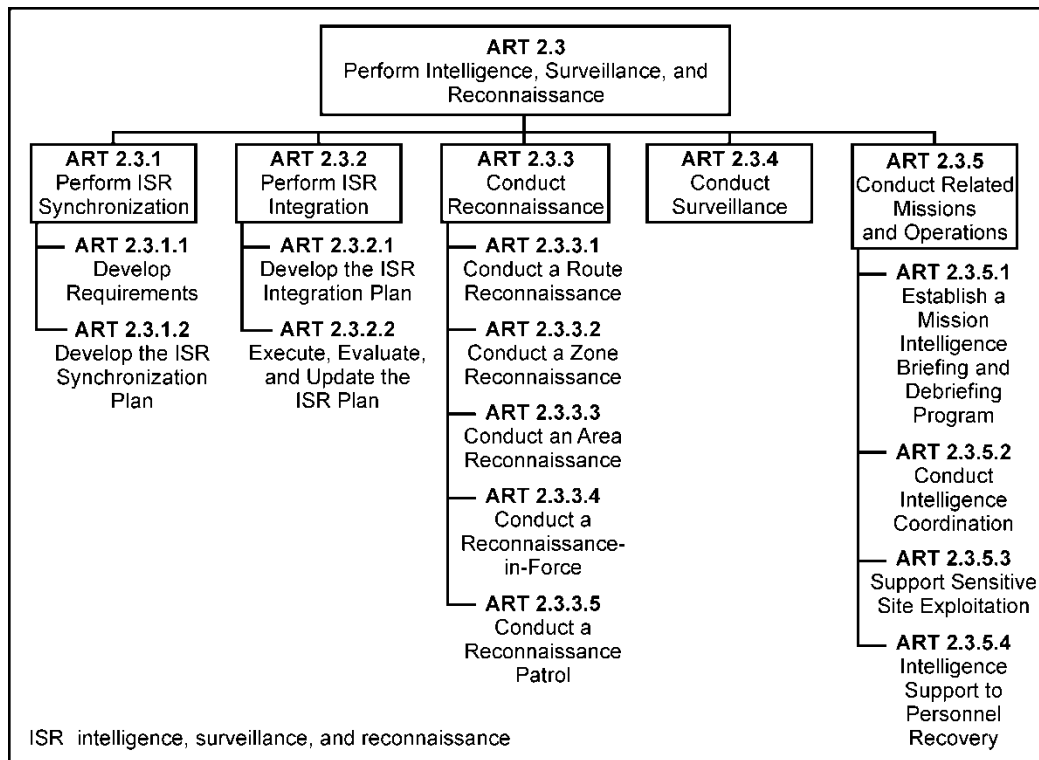 ART 2.3
Perform Intelligence, Surveillance, and
Reconnaissance
ART 2.3.1
Perform ISR
Synchronization
ART 2.3.1.1
Develop
Requirements
ART 2.3.1.2
Develop the ISR
Synchronization
Plan
ART 2.3.2
Perform ISR
Integration
ART 2.3.2.1
Develop the ISR
Integration Plan
ART 2.3.2.2
Execute, Evaluate,
and Update the
ISR Plan
ART 2.3.3
Conduct
Reconnaissance
ART 2.3.3.1
Conduct a Route
Reconnaissance
ART 2.3.3.2
Conduct a Zone
Reconnaissance
ART 2.3.3.3
Conduct an Area
Reconnaissance
ART 2.3.3.4
Conduct a
Reconnaissance-
in-Force
ART 2.3.3.5
Conduct a
Reconnaissance
Patrol
ART 2.3.4
Conduct
Surveillance
ART 2.3.5
Conduct Related
Missions
and Operations
ART 2.3.5.1
Establish a
Mission
Intelligence
Briefing and
Debriefing
Program
ART 2.3.5.2
Conduct
Intelligence
Coordination
ART 2.3.5.3
Support Sensitive
Site Exploitation
ART 2.3.5.4
Intelligence
Support to
Personnel
Recovery
ISR intelligence, surveillance, and reconnaissance